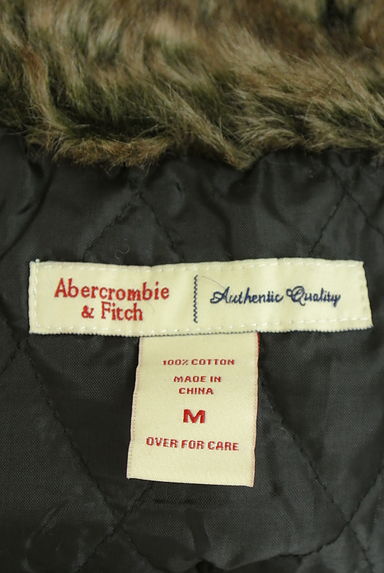 Abercrombie
& Fitch
Authentic Quality
100% COTTON
MADE IN
CHINA
M
OVER FOR CARE